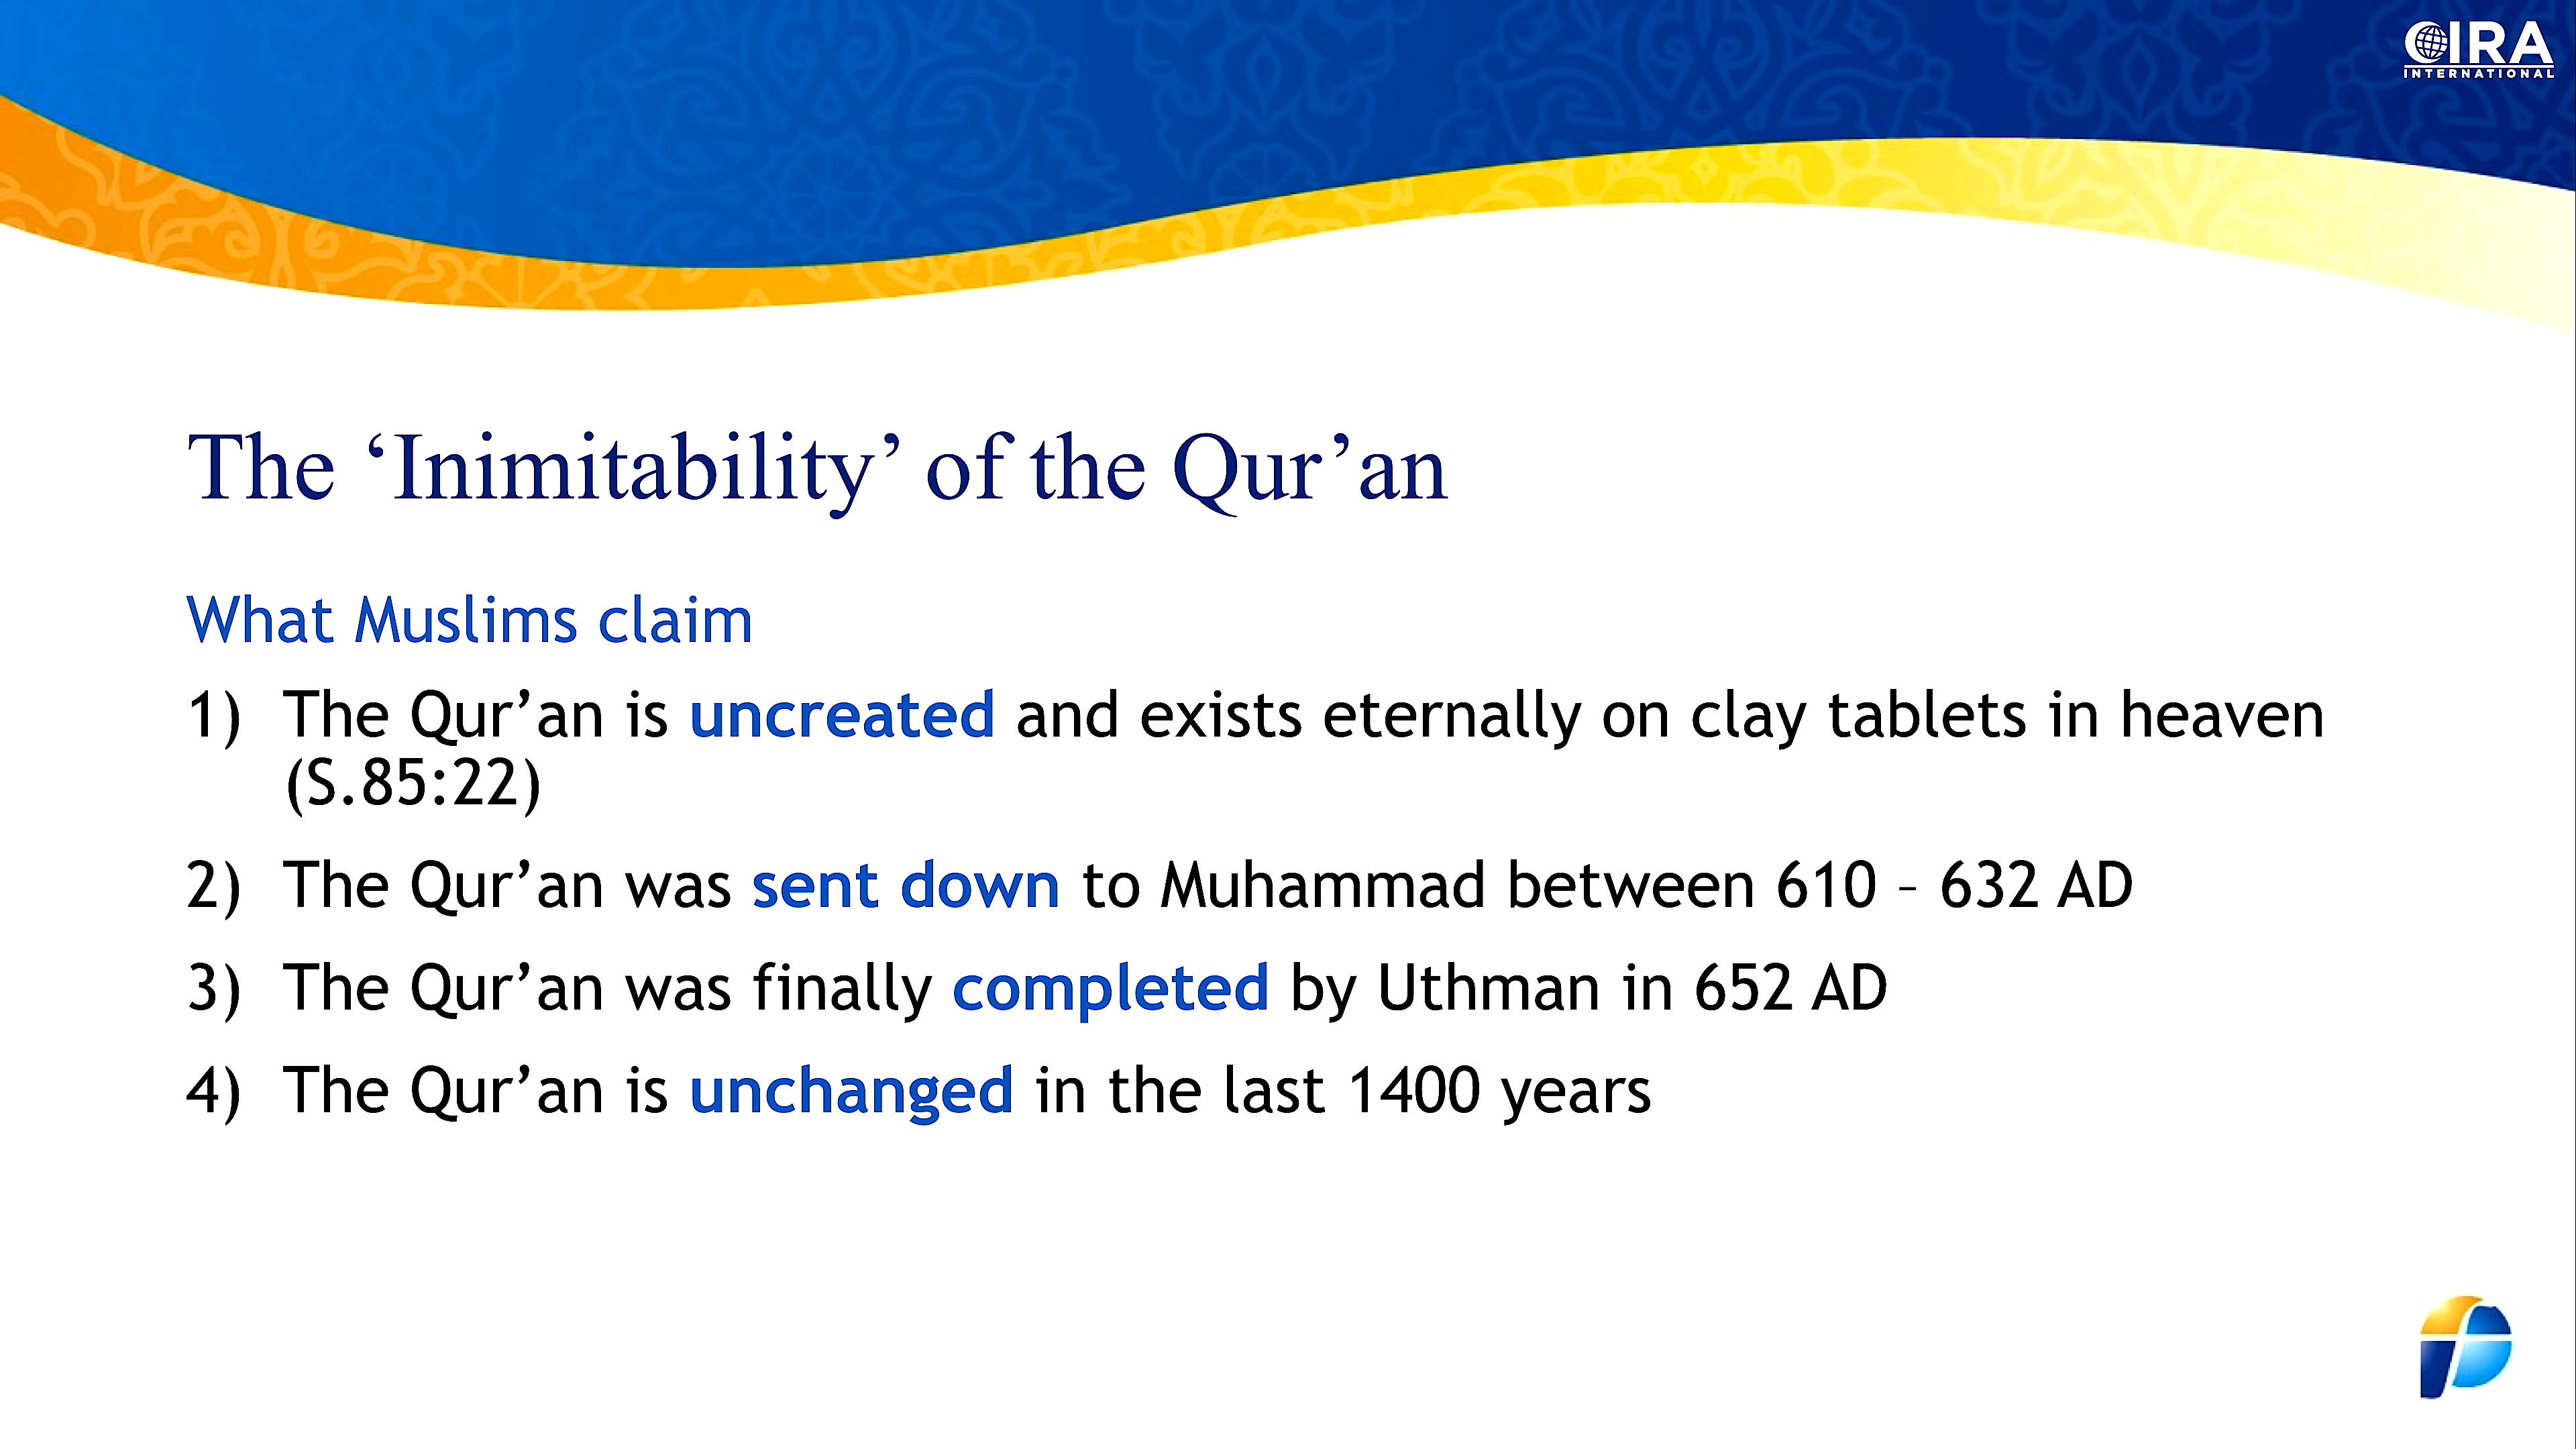 CIRA
INTERNATIONAL
The ‘Inimitability’ of the Qur’an
What Muslims claim
1) The Qur’an is uncreated and exists eternally on clay tablets in heaven
(S.85:22)
2) The Qur’an was sent down to Muhammad between 610 – 632 AD
3) The Qur’an was finally completed by Uthman in 652 AD
4) The Qur’an is unchanged in the last 1400 years